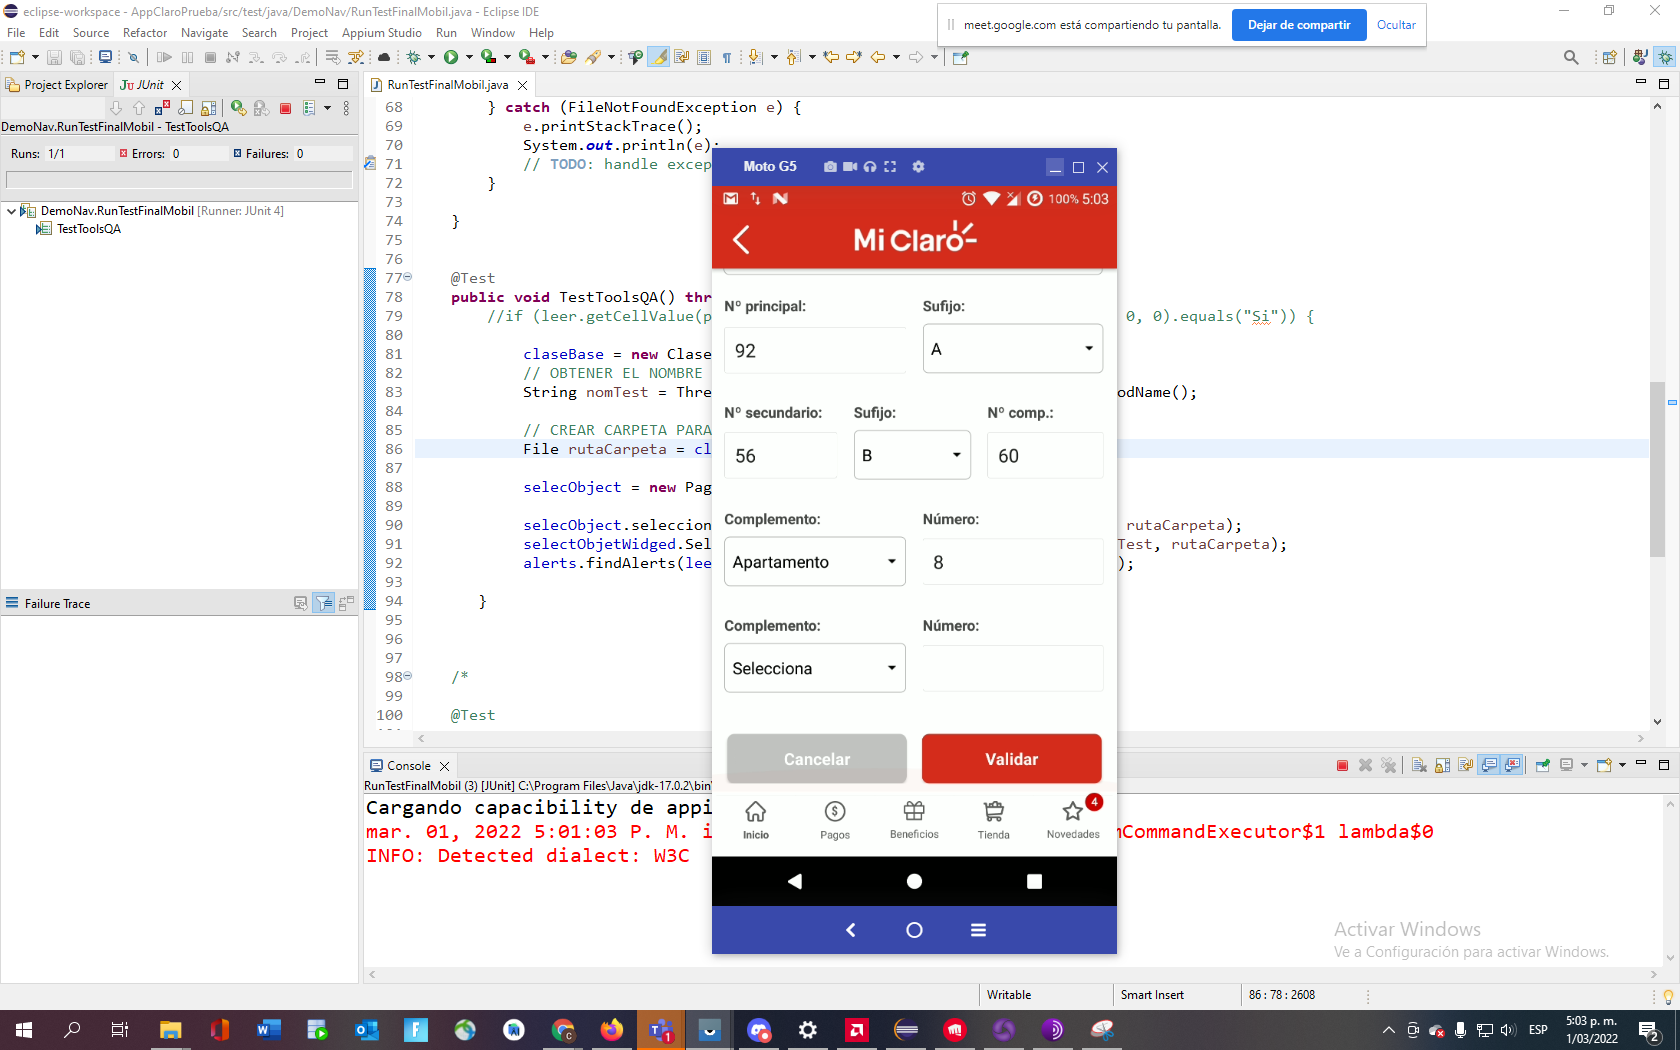 eclipse-workspace - AppClaroPrueba/src/test/java/DemoNav/RunTestFinalMobil.java - Eclipse IDE
meet.google.com está compartiendo tu pantalla.
Dejar de compartir
Ocultar
File Edit Source Refactor Navigate Search Project Appium Studio Run Window Help
Project Explorer
JUnit
DemoNav.RunTestFinalMobil - TestToolsQA
Runs: 1/1 Errors: 0 Failures: 0
DemoNav.RunTestFinalMobil [Runner: JUnit 4]
TestToolsQA
Failure Trace
RunTestFinalMobil.java
68 } catch (FileNotFoundException e) {
69 e.printStackTrace();
70 System.out.println(e);
71 // TODO: handle excep
72 }
73
74 }
75
76
77 @Test
78 public void TestToolsQA() thr
79 //if (leer.getCellValue(p 0, 0).equals("Si")) {
80
81 claseBase = new Clase
82 // OBTENER EL NOMBRE
83 String nomTest = Thre odName();
84
85 // CREAR CARPETA PARA
86 File rutaCarpeta = cl
87
88 selecObject = new Pag
89
90 selecObject.seleccion rutaCarpeta);
91 selectObjetWidged.Sel Test, rutaCarpeta);
92 alerts.findAlerts(lee );
93
94 }
95
96
97
98 /*
99
100 @Test
Moto G5
100% 5:03
Mi Claro
Nº principal: Sufijo:
92 A
Nº secundario: Sufijo: Nº comp.:
56 B 60
Complemento: Número:
Apartamento 8
Complemento: Número:
Selecciona
Cancelar Validar
4
Inicio Pagos Beneficios Tienda Novedades
Console
RunTestFinalMobil (3) [JUnit] C:\Program Files\Java\jdk-17.0.2\bin\
Cargando capacibility de appi
mar. 01, 2022 5:01:03 P. M. i mCommandExecutor$1 lambda$0
INFO: Detected dialect: W3C
Activar Windows
Ve a Configuración para activar Windows.
Writable Smart Insert 86 : 78 : 2608
1
ESP
5:03 p. m.
1/03/2022
2